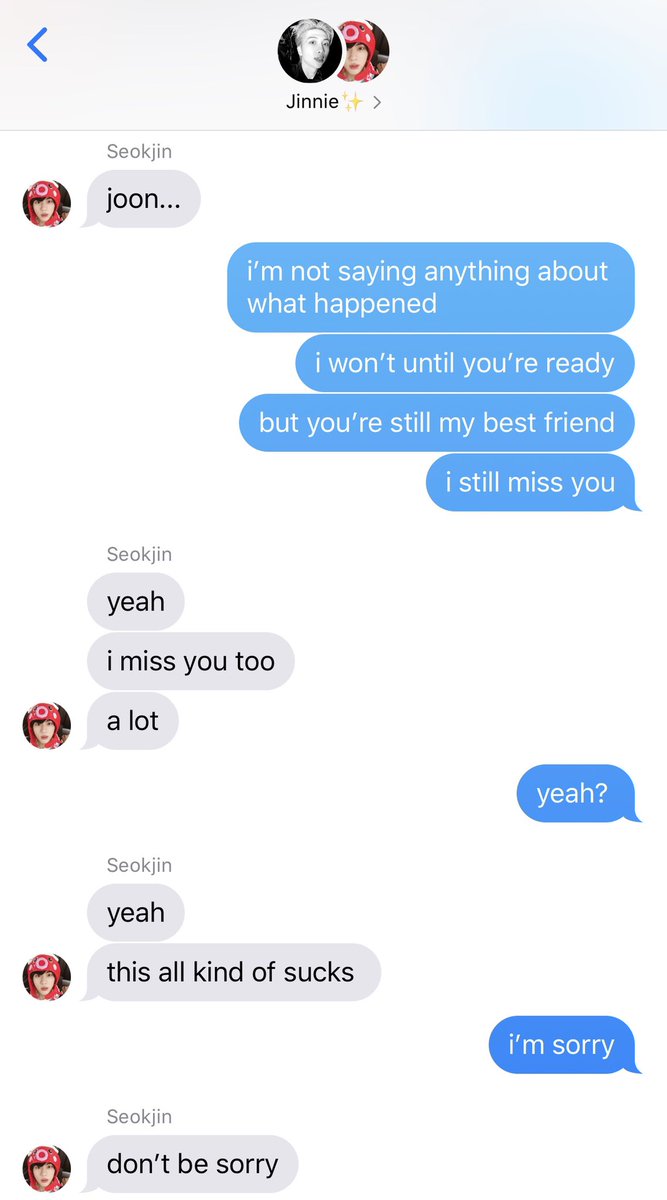 Jinnie✨ >
Seokjin
joon...
i’m not saying anything about
what happened
i won’t until you’re ready
but you’re still my best friend
i still miss you
Seokjin
yeah
i miss you too
a lot
yeah?
Seokjin
yeah
this all kind of sucks
i’m sorry
Seokjin
don’t be sorry